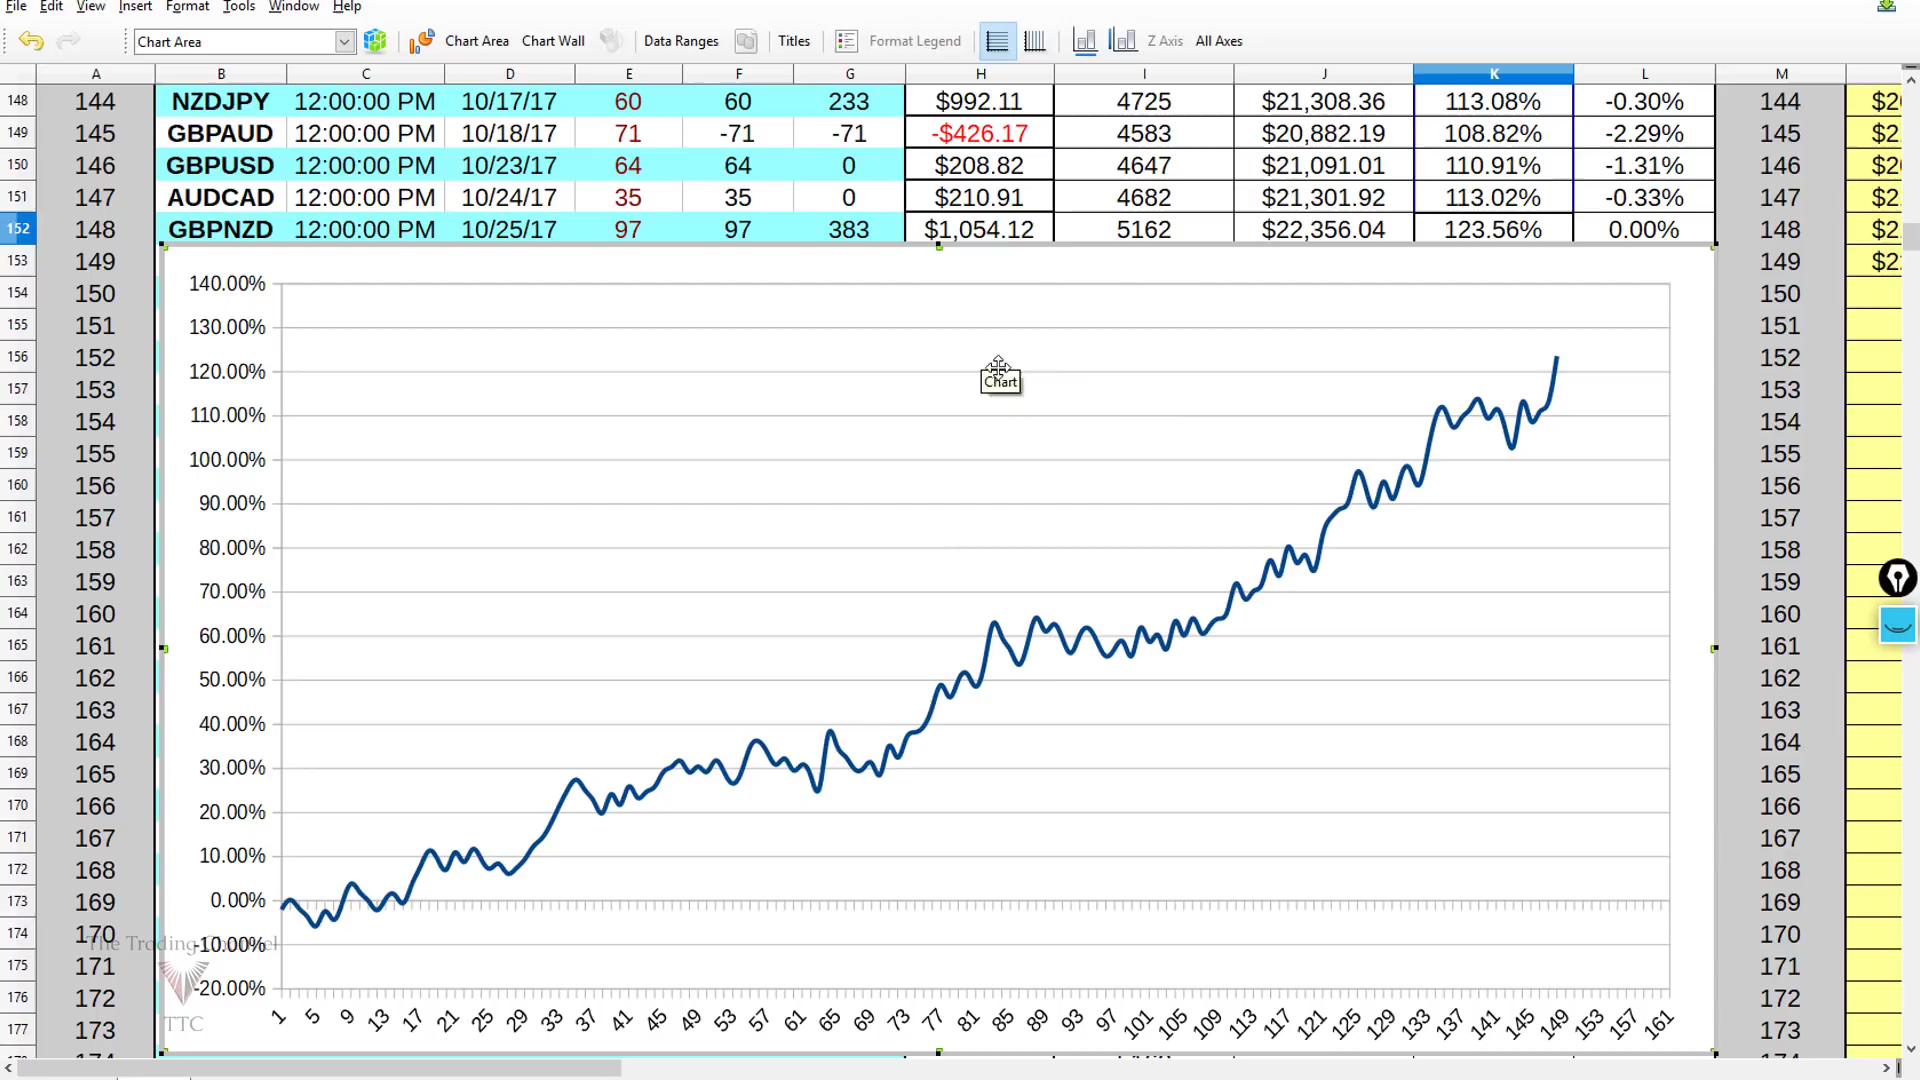 File Edit View Insert Format Tools Window Help
Chart Area Chart Area Chart Wall Data Ranges Titles Format Legend Z Axis All Axes
A B C D E F G H I J K L M
148 144 NZDJPY 12:00:00 PM 10/17/17 60 60 233 $992.11 4725 $21,308.36 113.08% -0.30% 144
149 145 GBPAUD 12:00:00 PM 10/18/17 71 -71 -71 -$426.17 4583 $20,882.19 108.82% -2.29% 145
150 146 GBPUSD 12:00:00 PM 10/23/17 64 64 0 $208.82 4647 $21,091.01 110.91% -1.31% 146
151 147 AUDCAD 12:00:00 PM 10/24/17 35 35 0 $210.91 4682 $21,301.92 113.02% -0.33% 147
152 148 GBPNZD 12:00:00 PM 10/25/17 97 97 383 $1,054.12 5162 $22,356.04 123.56% 0.00% 148
153 149 149
154 150 140.00% 150
155 151 130.00% 151
156 152 120.00% Chart 152
157 153 153
158 154 110.00% 154
159 155 100.00% 155
160 156 156
161 157 90.00% 157
162 158 80.00% 158
163 159 70.00% 159
164 160 160
165 161 60.00% 161
166 162 50.00% 162
167 163 163
168 164 40.00% 164
169 165 30.00% 165
170 166 20.00% 166
171 167 167
172 168 10.00% 168
173 169 0.00% 169
174 170 The Trading Channel -10.00% 170
175 171 171
176 172 -20.00% 172
177 173 TTC 173
1 5 9 13 17 21 25 29 33 37 41 45 49 53 57 61 65 69 73 77 81 85 89 93 97 101 105 109 113 117 121 125 129 133 137 141 145 149 153 157 161